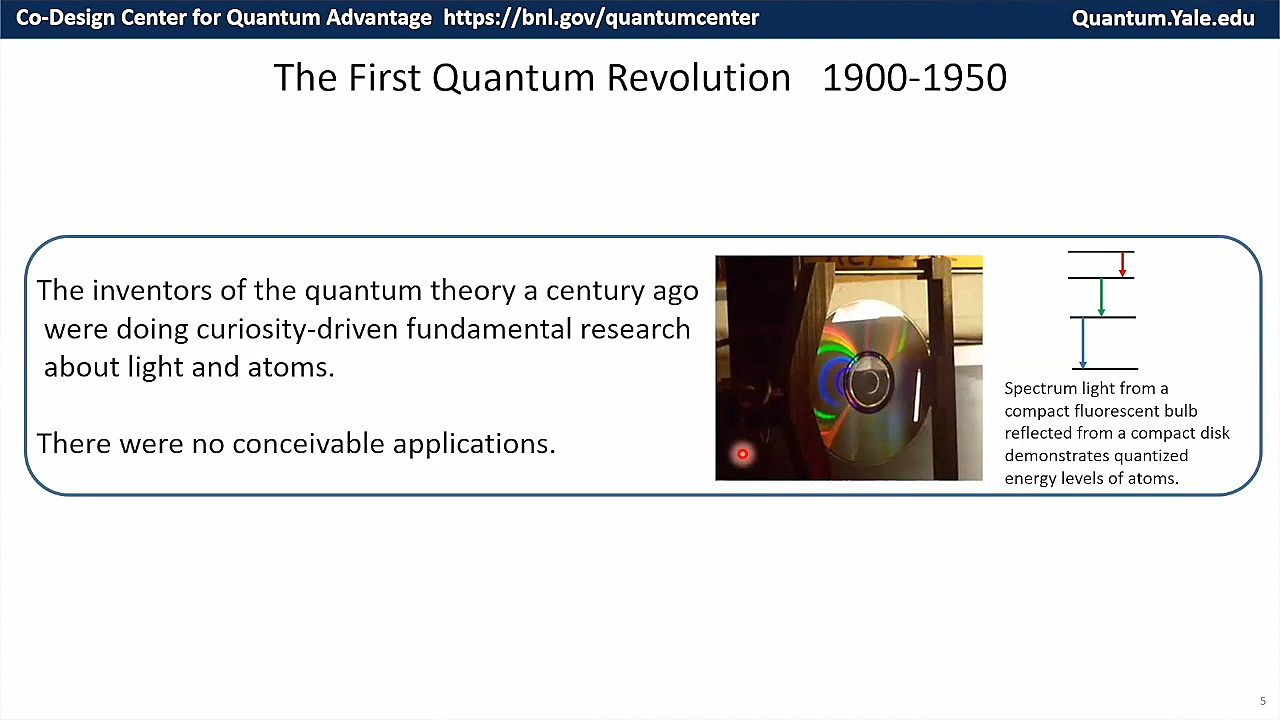 Co-Design Center for Quantum Advantage https://bnl.gov/quantumcenter
Quantum.Yale.edu
The First Quantum Revolution 1900-1950
The inventors of the quantum theory a century ago
were doing curiosity-driven fundamental research
about light and atoms.
There were no conceivable applications.
Spectrum light from a
compact fluorescent bulb
reflected from a compact disk
demonstrates quantized
energy levels of atoms.
5